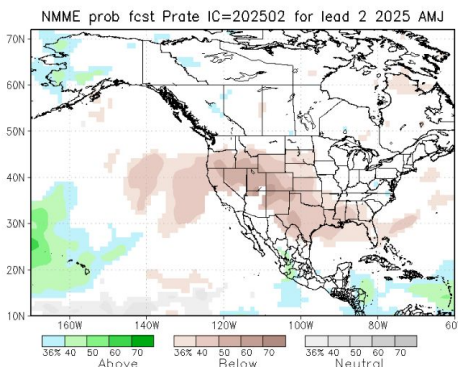 NMME prob fcst Prate IC=202502 for lead 2 2025 AMJ
70N
60N
50N
40N
30N
20N
10N
160W 140W 120W 100W 80W 60
36% 40 50 60 70 36% 40 50 60 70 36% 40 50 60 70
Above Below Neutral